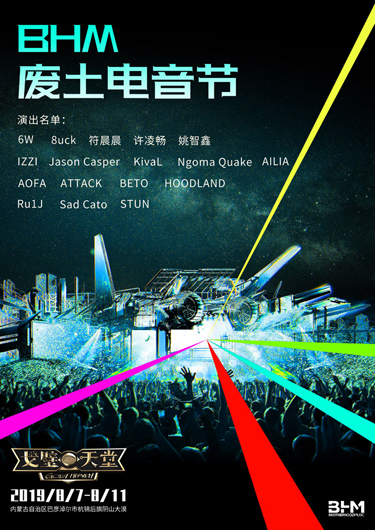 BHM
废土电音节
演出名单：
6W 8uck 符晨晨 许凌畅 姚智鑫
IZZI Jason Casper KivaL Ngoma Quake AILIA
AOFA ATTACK BETO HOODLAND
Ru1J Sad Cato STUN
戈壁天堂
2019/8/7-8/11
内蒙古自治区巴彦淖尔市杭锦后旗阴山大漠
BHM